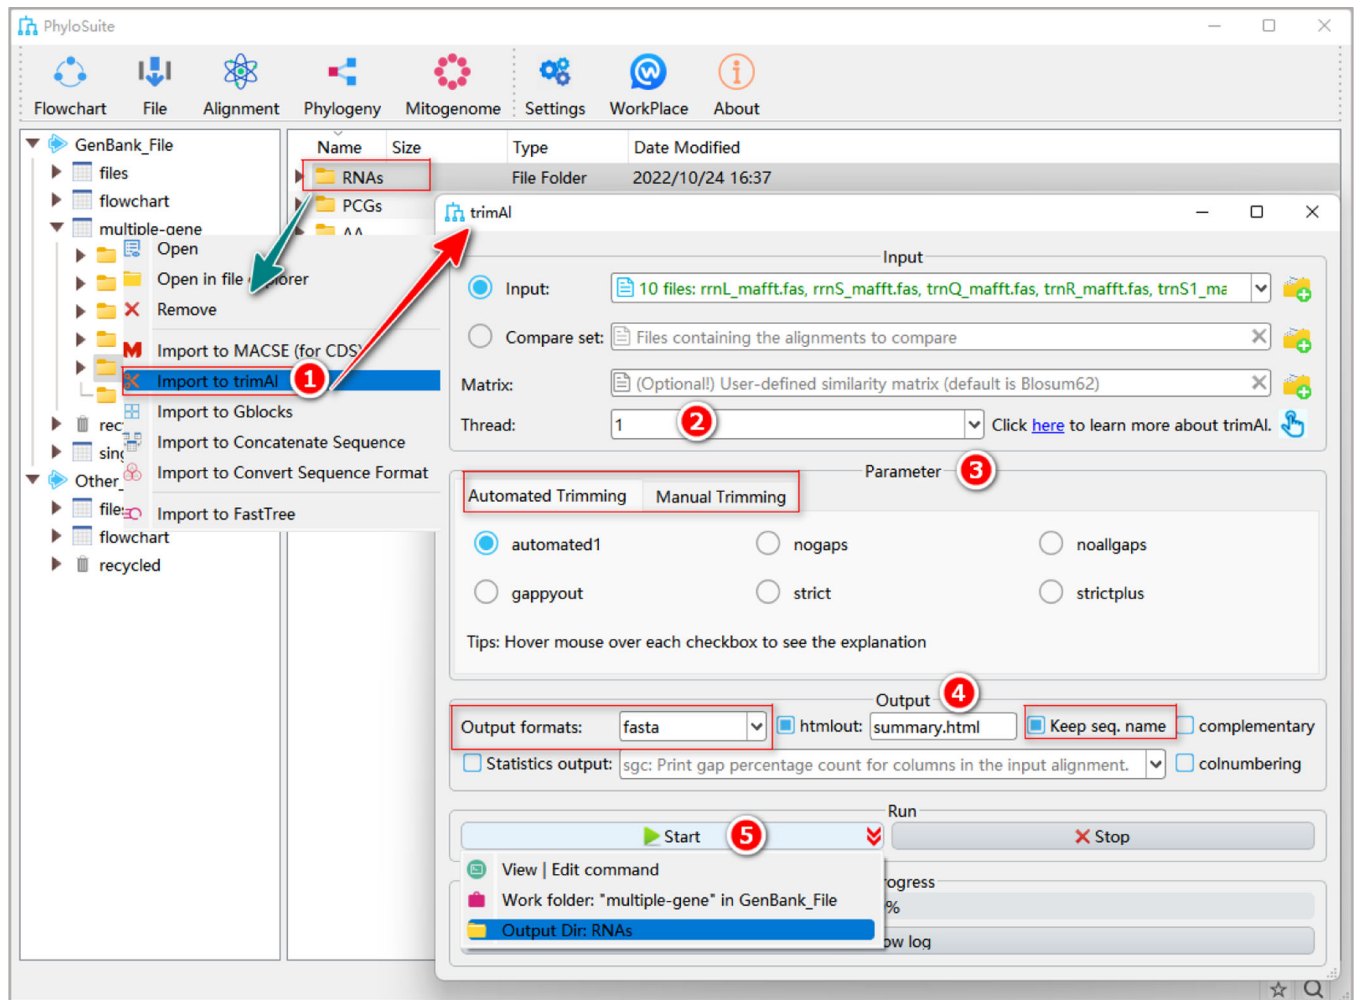 PhyloSuite
Flowchart File Alignment Phylogeny Mitogenome Settings WorkPlace About
GenBank_File
files
flowchart
multiple-gene
Name Size Type Date Modified
RNAs File Folder 2022/10/24 16:37
PCGs
AA
Open
Open in file explorer
Remove
Import to MACSE (for CDS)
Import to trimAl 1
Import to Gblocks
Import to Concatenate Sequence
Import to Convert Sequence Format
Import to FastTree
rec
sing
Other_
files
flowchart
recycled
trimAl
Input
Input: 10 files: rrnL_mafft.fas, rrnS_mafft.fas, trnQ_mafft.fas, trnR_mafft.fas, trnS1_ma
Compare set: Files containing the alignments to compare
Matrix: (Optional!) User-defined similarity matrix (default is Blosum62)
Thread: 1 2 Click here to learn more about trimAl.
Parameter 3
Automated Trimming Manual Trimming
automated1 nogaps noallgaps
gappyout strict strictplus
Tips: Hover mouse over each checkbox to see the explanation
Output 4
Output formats: fasta htmlout: summary.html Keep seq. name complementary
Statistics output: sgc: Print gap percentage count for columns in the input alignment. colnumbering
Run
Start 5 Stop
View | Edit command
Work folder: "multiple-gene" in GenBank_File
Output Dir: RNAs
ogress
%
ow log